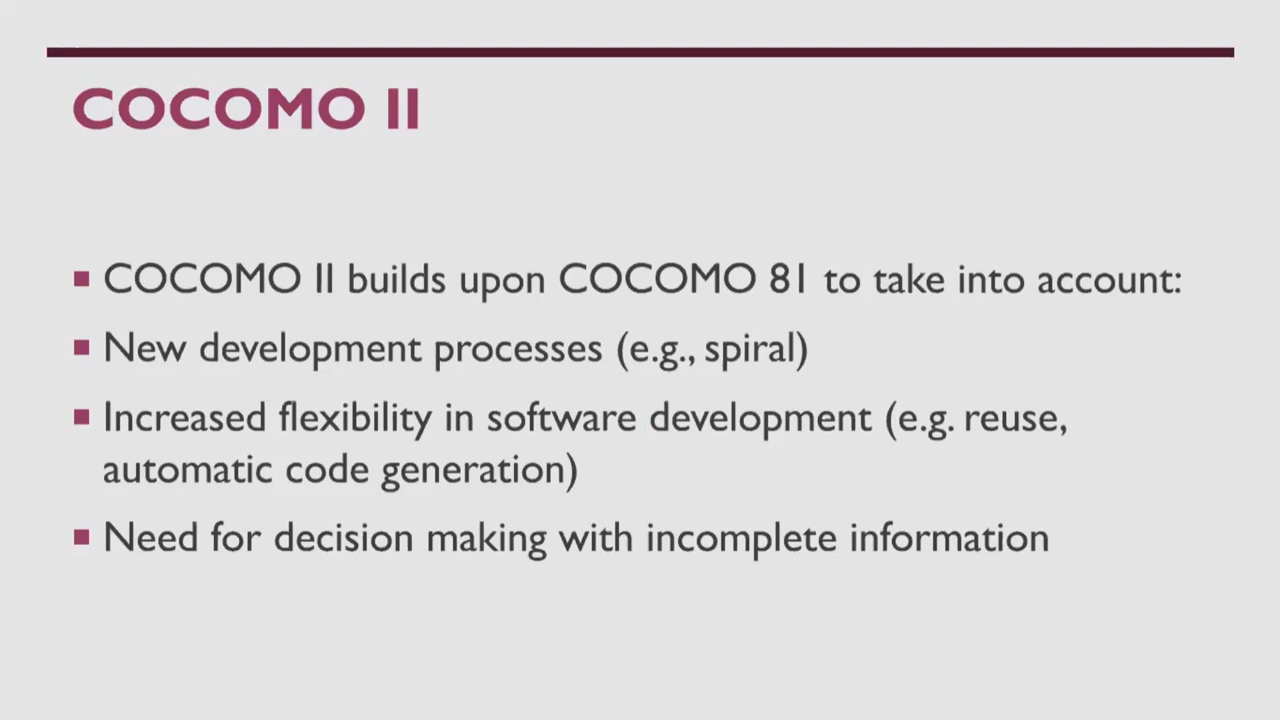 COCOMO II
COCOMO II builds upon COCOMO 81 to take into account:
New development processes (e.g., spiral)
Increased flexibility in software development (e.g. reuse,
automatic code generation)
Need for decision making with incomplete information